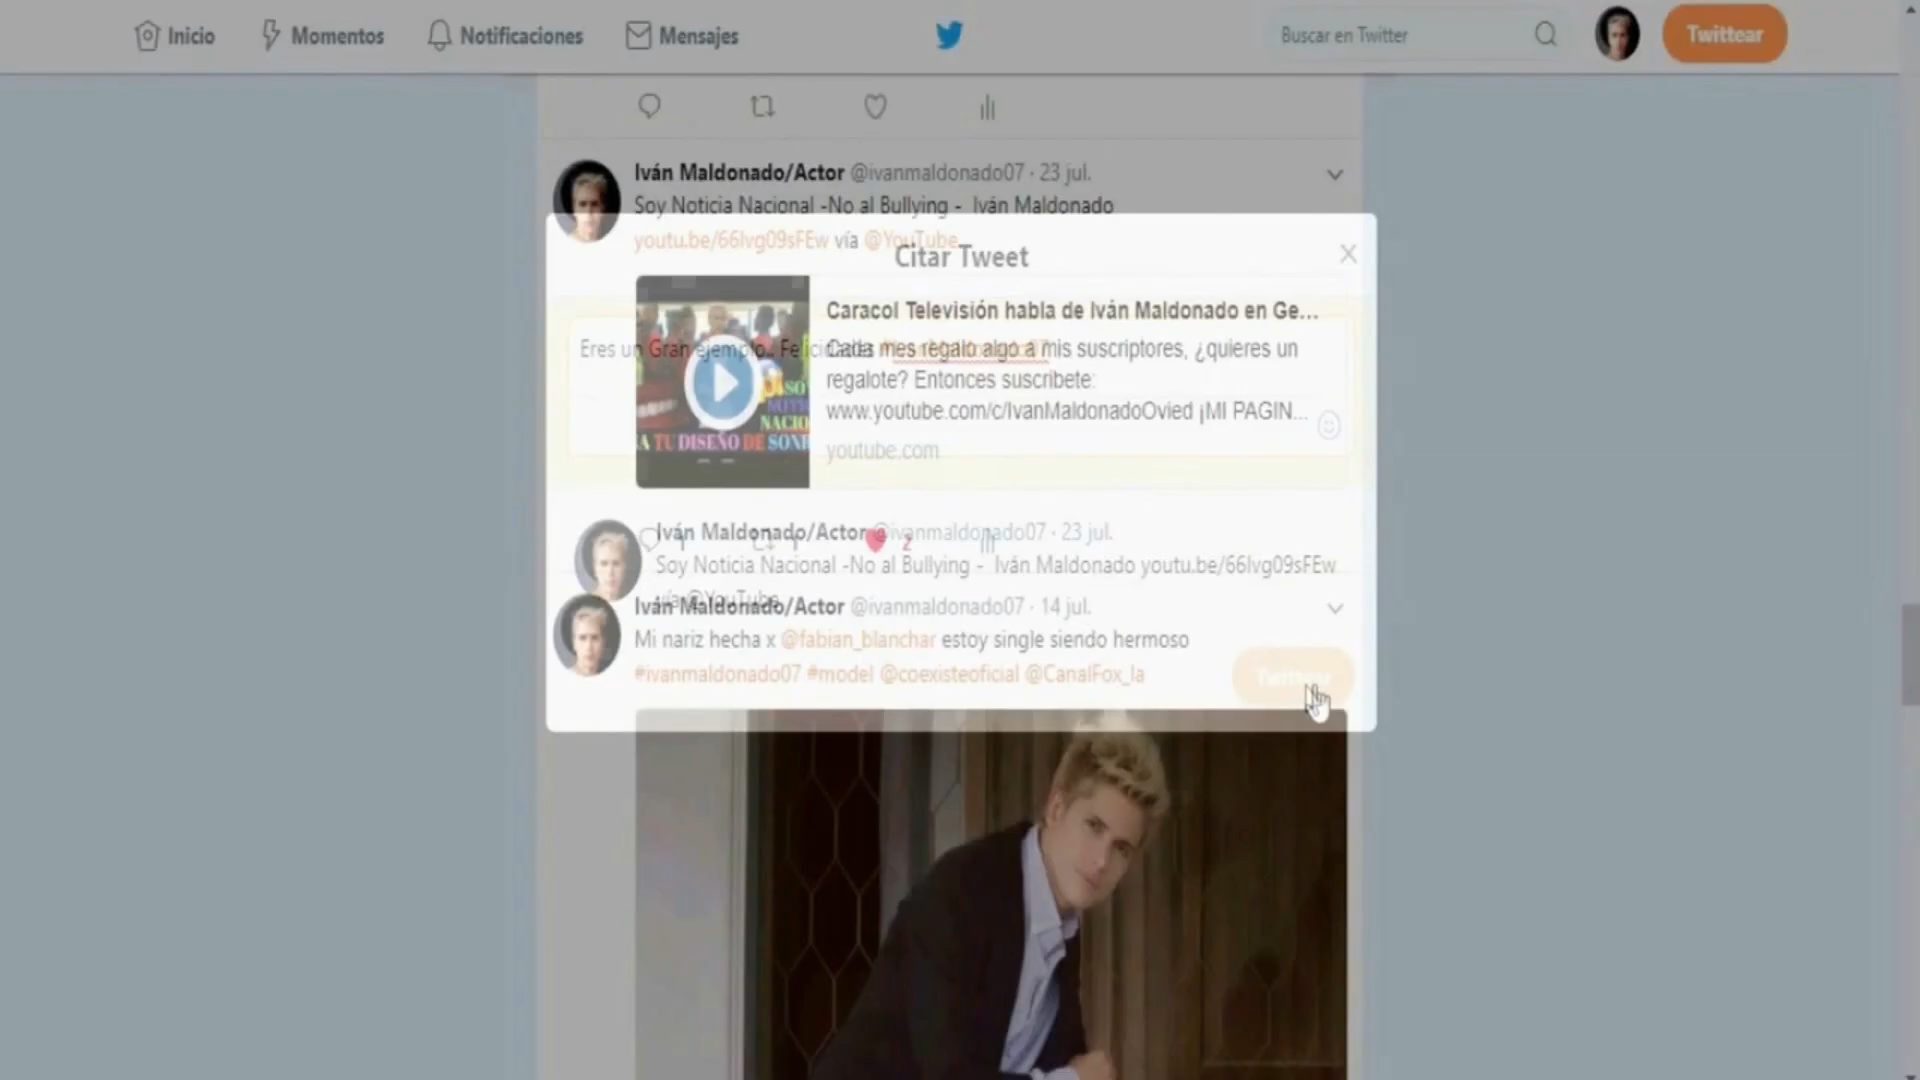 Inicio
Momentos
Notificaciones
Mensajes
Buscar en Twitter
Twittear
Iván Maldonado/Actor @ivanmaldonado07 · 23 jul.
Soy Noticia Nacional -No al Bullying - Iván Maldonado
youtu.be/66lvg09sFEw vía @YouTube
Citar Tweet
Caracol Televisión habla de Iván Maldonado en Ge...
Eres un Gran ejemplo..
Cada mes regalo algo a mis suscriptores, ¿quieres un
regalote? Entonces suscribete:
www.youtube.com/c/IvanMaldonadoOvied ¡MI PAGIN...
youtube.com
A TU DISEÑO DE
Iván Maldonado/Actor @ivanmaldonado07 · 23 jul.
2
Soy Noticia Nacional -No al Bullying - Iván Maldonado youtu.be/66lvg09sFEw
vía @YouTube
Iván Maldonado/Actor @ivanmaldonado07 · 14 jul.
Mi nariz hecha x @fabian_blanchar estoy single siendo hermoso
#ivanmaldonado07 #model @coexisteoficial @CanalFox_la
Twittear